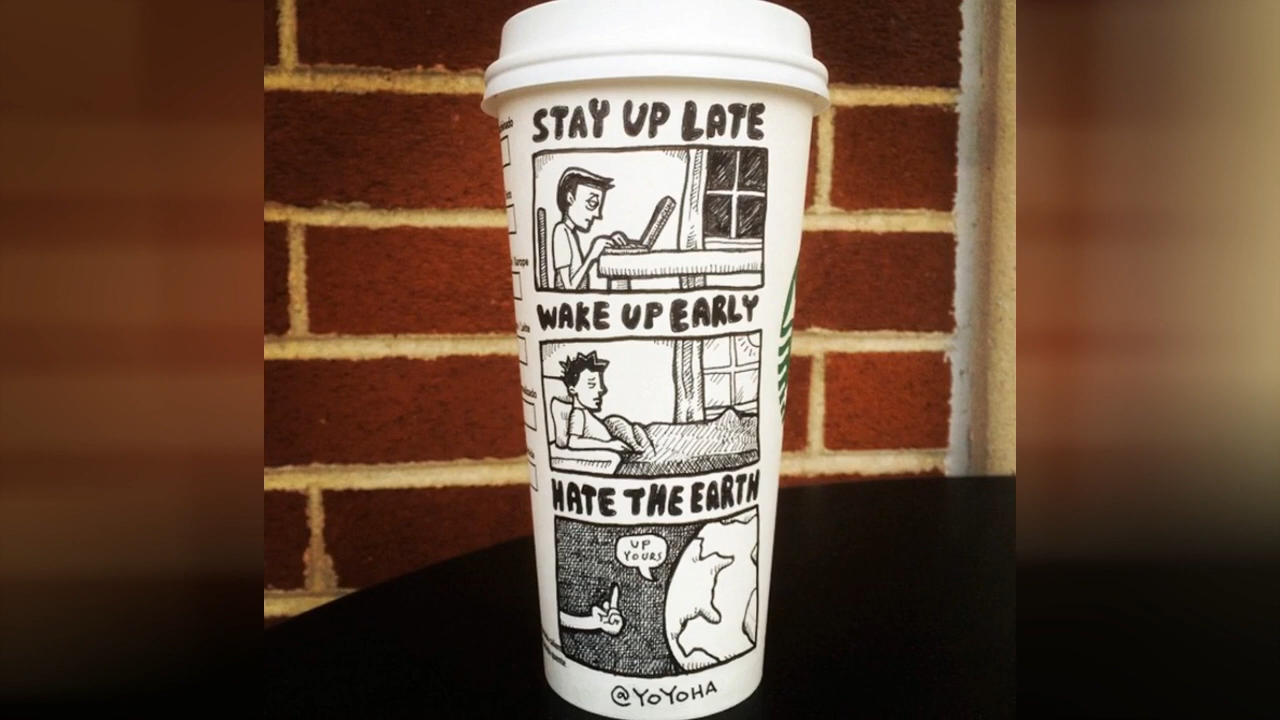 STAY UP LATE
WAKE UP EARLY
HATE THE EARTH
UP
YOURS
@YOYOHA